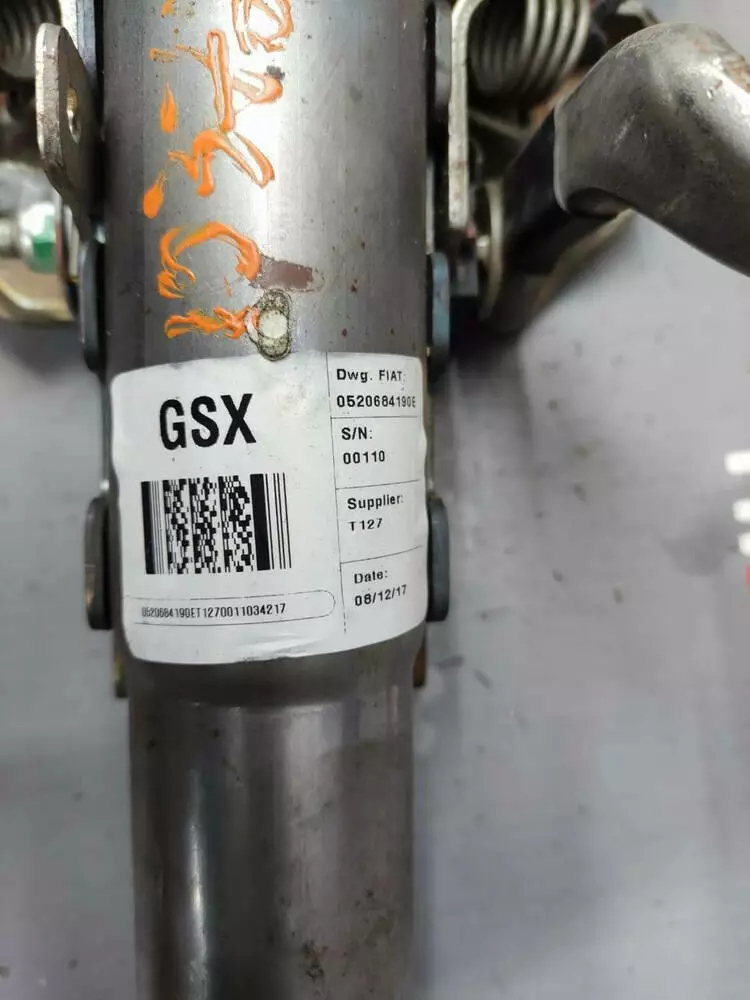 GSX
Dwg. FIAT:
0520684190E
S/N:
00110
Supplier:
T127
Date:
08/12/17
0520684190ET1270011034217